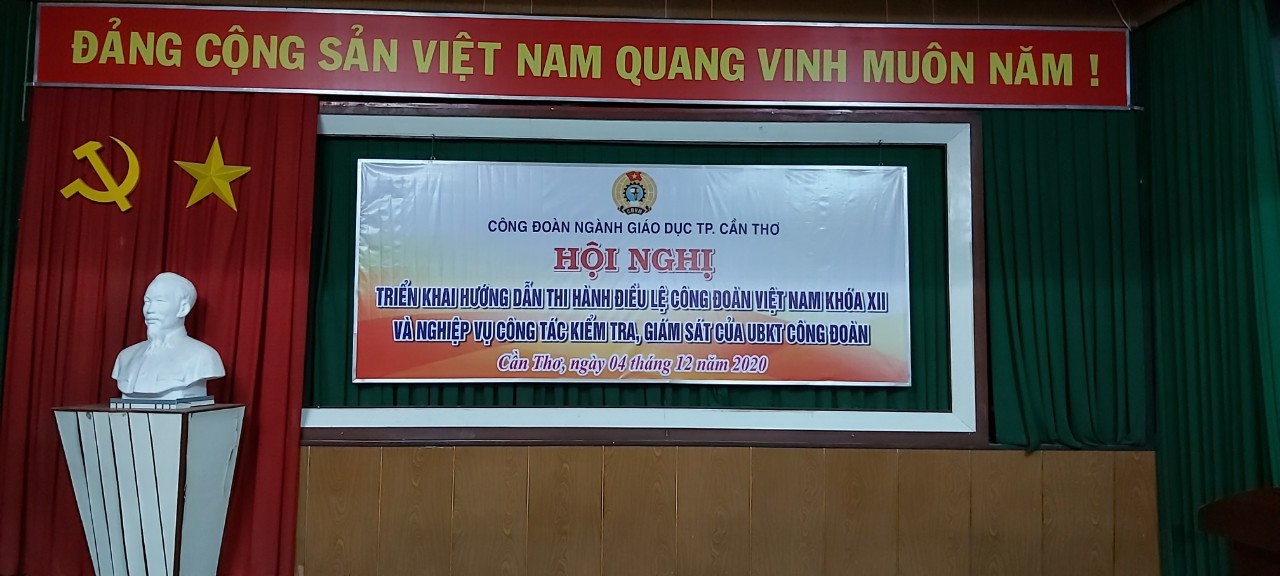 ĐẢNG CỘNG SẢN VIỆT NAM QUANG VINH MUÔN NĂM !
CÔNG ĐOÀN NGÀNH GIÁO DỤC TP. CẦN THƠ
HỘI NGHỊ
TRIỂN KHAI HƯỚNG DẪN THI HÀNH ĐIỀU LỆ CÔNG ĐOÀN VIỆT NAM KHÓA XII
VÀ NGHIỆP VỤ CÔNG TÁC KIỂM TRA, GIÁM SÁT CỦA UBKT CÔNG ĐOÀN
Cần Thơ, ngày 04 tháng 12 năm 2020